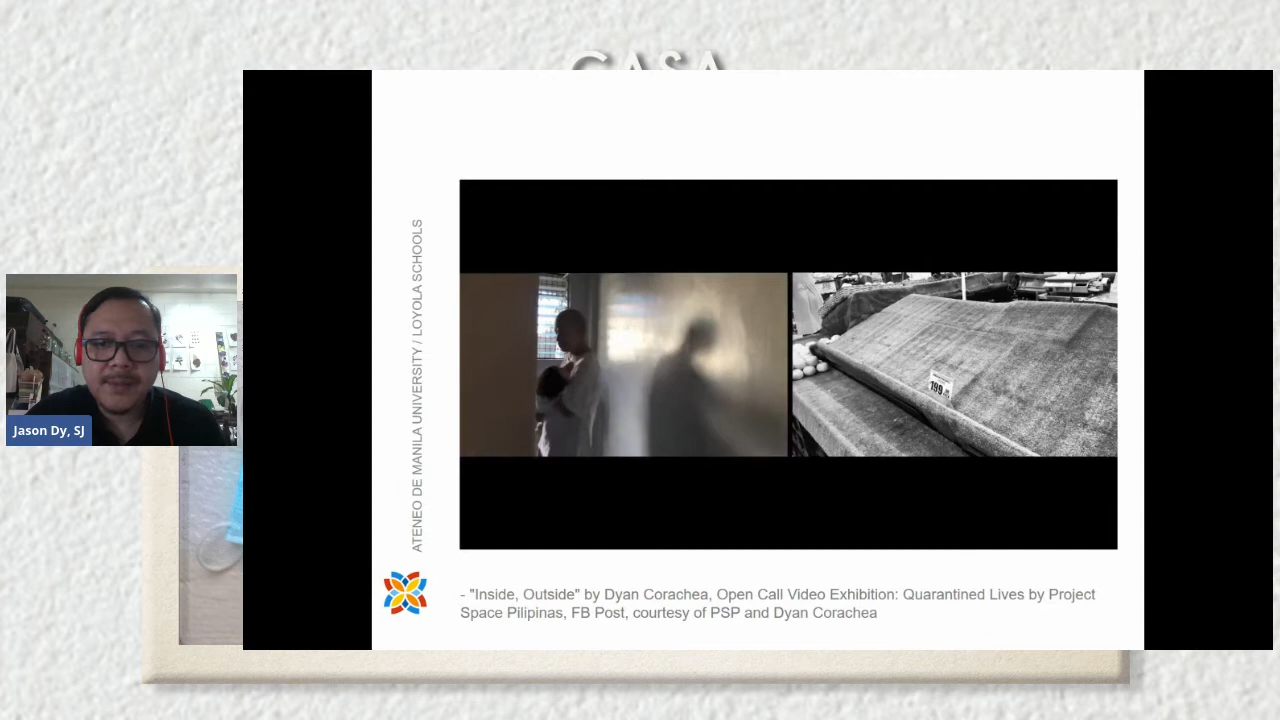 CASA
Jason Dy, SJ
ATENEO DE MANILA UNIVERSITY / LOYOLA SCHOOLS
199
- "Inside, Outside" by Dyan Corachea, Open Call Video Exhibition: Quarantined Lives by Project
Space Pilipinas, FB Post, courtesy of PSP and Dyan Corachea